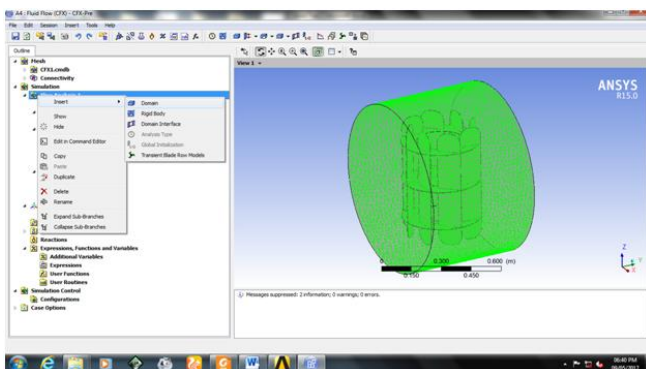 A4 : Fluid Flow (CFX) - CFX-Pre
File Edit Session Insert Tools Help
Outline
Mesh
CFX1.cmdb
Connectivity
Simulation
Insert
Show
Hide
Edit in Command Editor
Copy
Paste
Duplicate
Delete
Rename
Expand Sub-Branches
Collapse Sub-Branches
Domain
Rigid Body
Domain Interface
Analysis Type
Global Initialization
Transient Blade Row Models
Reactions
Expressions, Functions and Variables
Additional Variables
Expressions
User Functions
User Routines
Simulation Control
Configurations
Case Options
View 1
ANSYS
R15.0
0 0.300 0.600 (m)
0.150 0.450
Z
Y
X
Messages suppressed: 2 information; 0 warnings; 0 errors.
06:40 PM